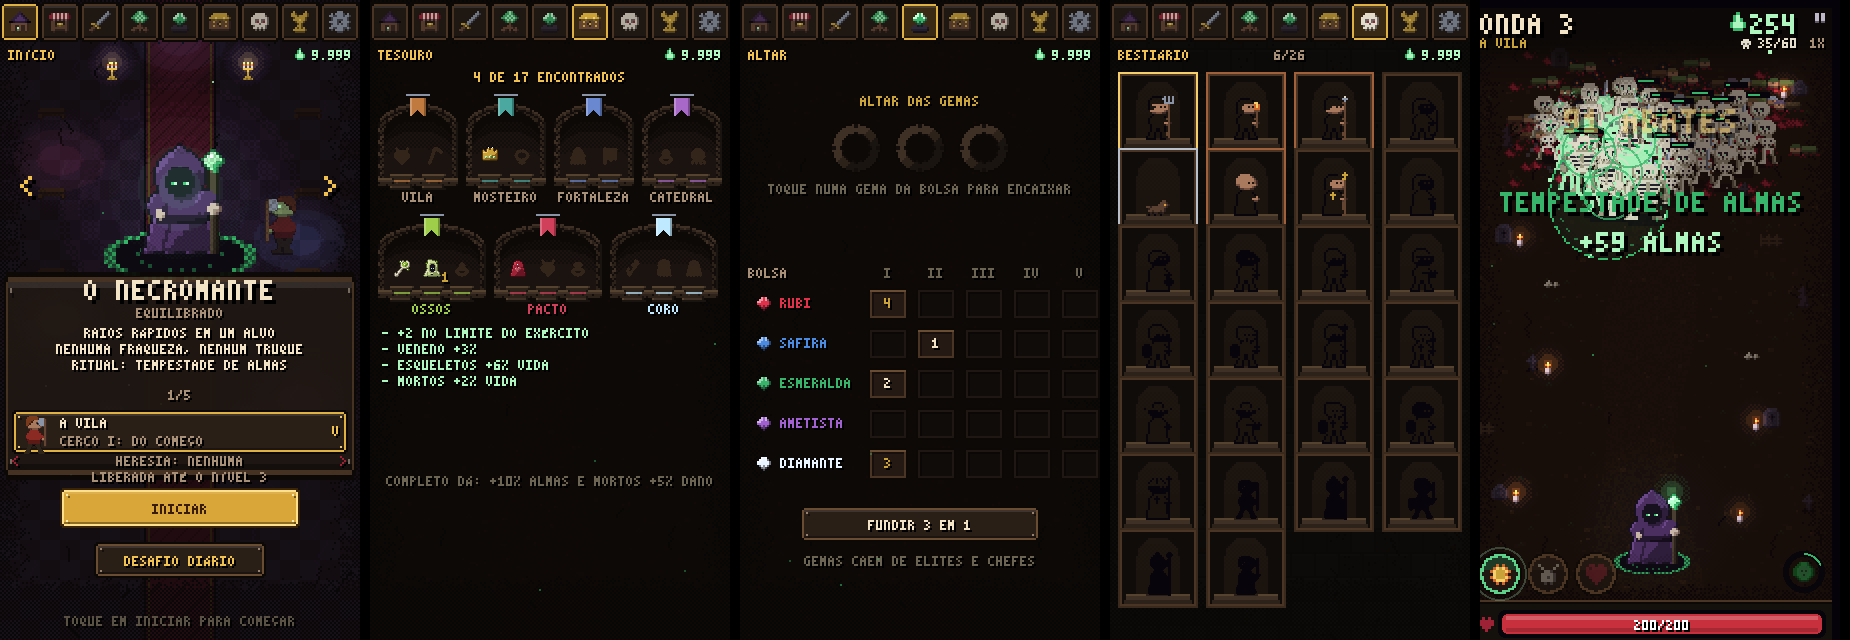 INÍCIO
9.999
O NECROMANTE
EQUILIBRADO
RAIOS RÁPIDOS EM UM ALVO
NENHUMA FRAQUEZA, NENHUM TRUQUE
RITUAL: TEMPESTADE DE ALMAS
1/5
A VILA
CERCO I: DO COMEÇO
V
HERESIA: NENHUMA
LIBERADA ATÉ O NÍVEL 3
INICIAR
DESAFIO DIÁRIO
TOQUE EM INICIAR PARA COMEÇAR
TESOURO
9.999
4 DE 17 ENCONTRADOS
VILA
MOSTEIRO
FORTALEZA
CATEDRAL
1
OSSOS
PACTO
CORO
- +2 NO LIMITE DO EXÉRCITO
- VENENO +3%
- ESQUELETOS +6% VIDA
- MORTOS +2% VIDA
COMPLETO DÁ: +10% ALMAS E MORTOS +5% DANO
ALTAR
9.999
ALTAR DAS GEMAS
TOQUE NUMA GEMA DA BOLSA PARA ENCAIXAR
BOLSA I II III IV V
RUBI 4
SAFIRA 1
ESMERALDA 2
AMETISTA
DIAMANTE 3
FUNDIR 3 EM 1
GEMAS CAEM DE ELITES E CHEFES
BESTIÁRIO
6/26
9.999
ONDA 3
254
A VILA
35/60 1X
TEMPESTADE DE ALMAS
+59 ALMAS
200/200